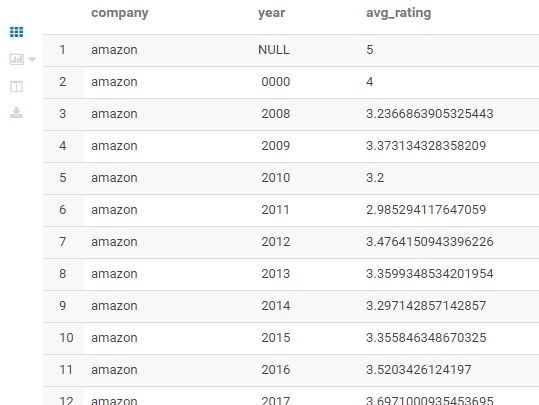 company year avg_rating
1 amazon NULL 5
2 amazon 0000 4
3 amazon 2008 3.2366863905325443
4 amazon 2009 3.373134328358209
5 amazon 2010 3.2
6 amazon 2011 2.985294117647059
7 amazon 2012 3.4764150943396226
8 amazon 2013 3.3599348534201954
9 amazon 2014 3.297142857142857
10 amazon 2015 3.355846348670325
11 amazon 2016 3.5203426124197
12 amazon 2017 3.6971000935453695